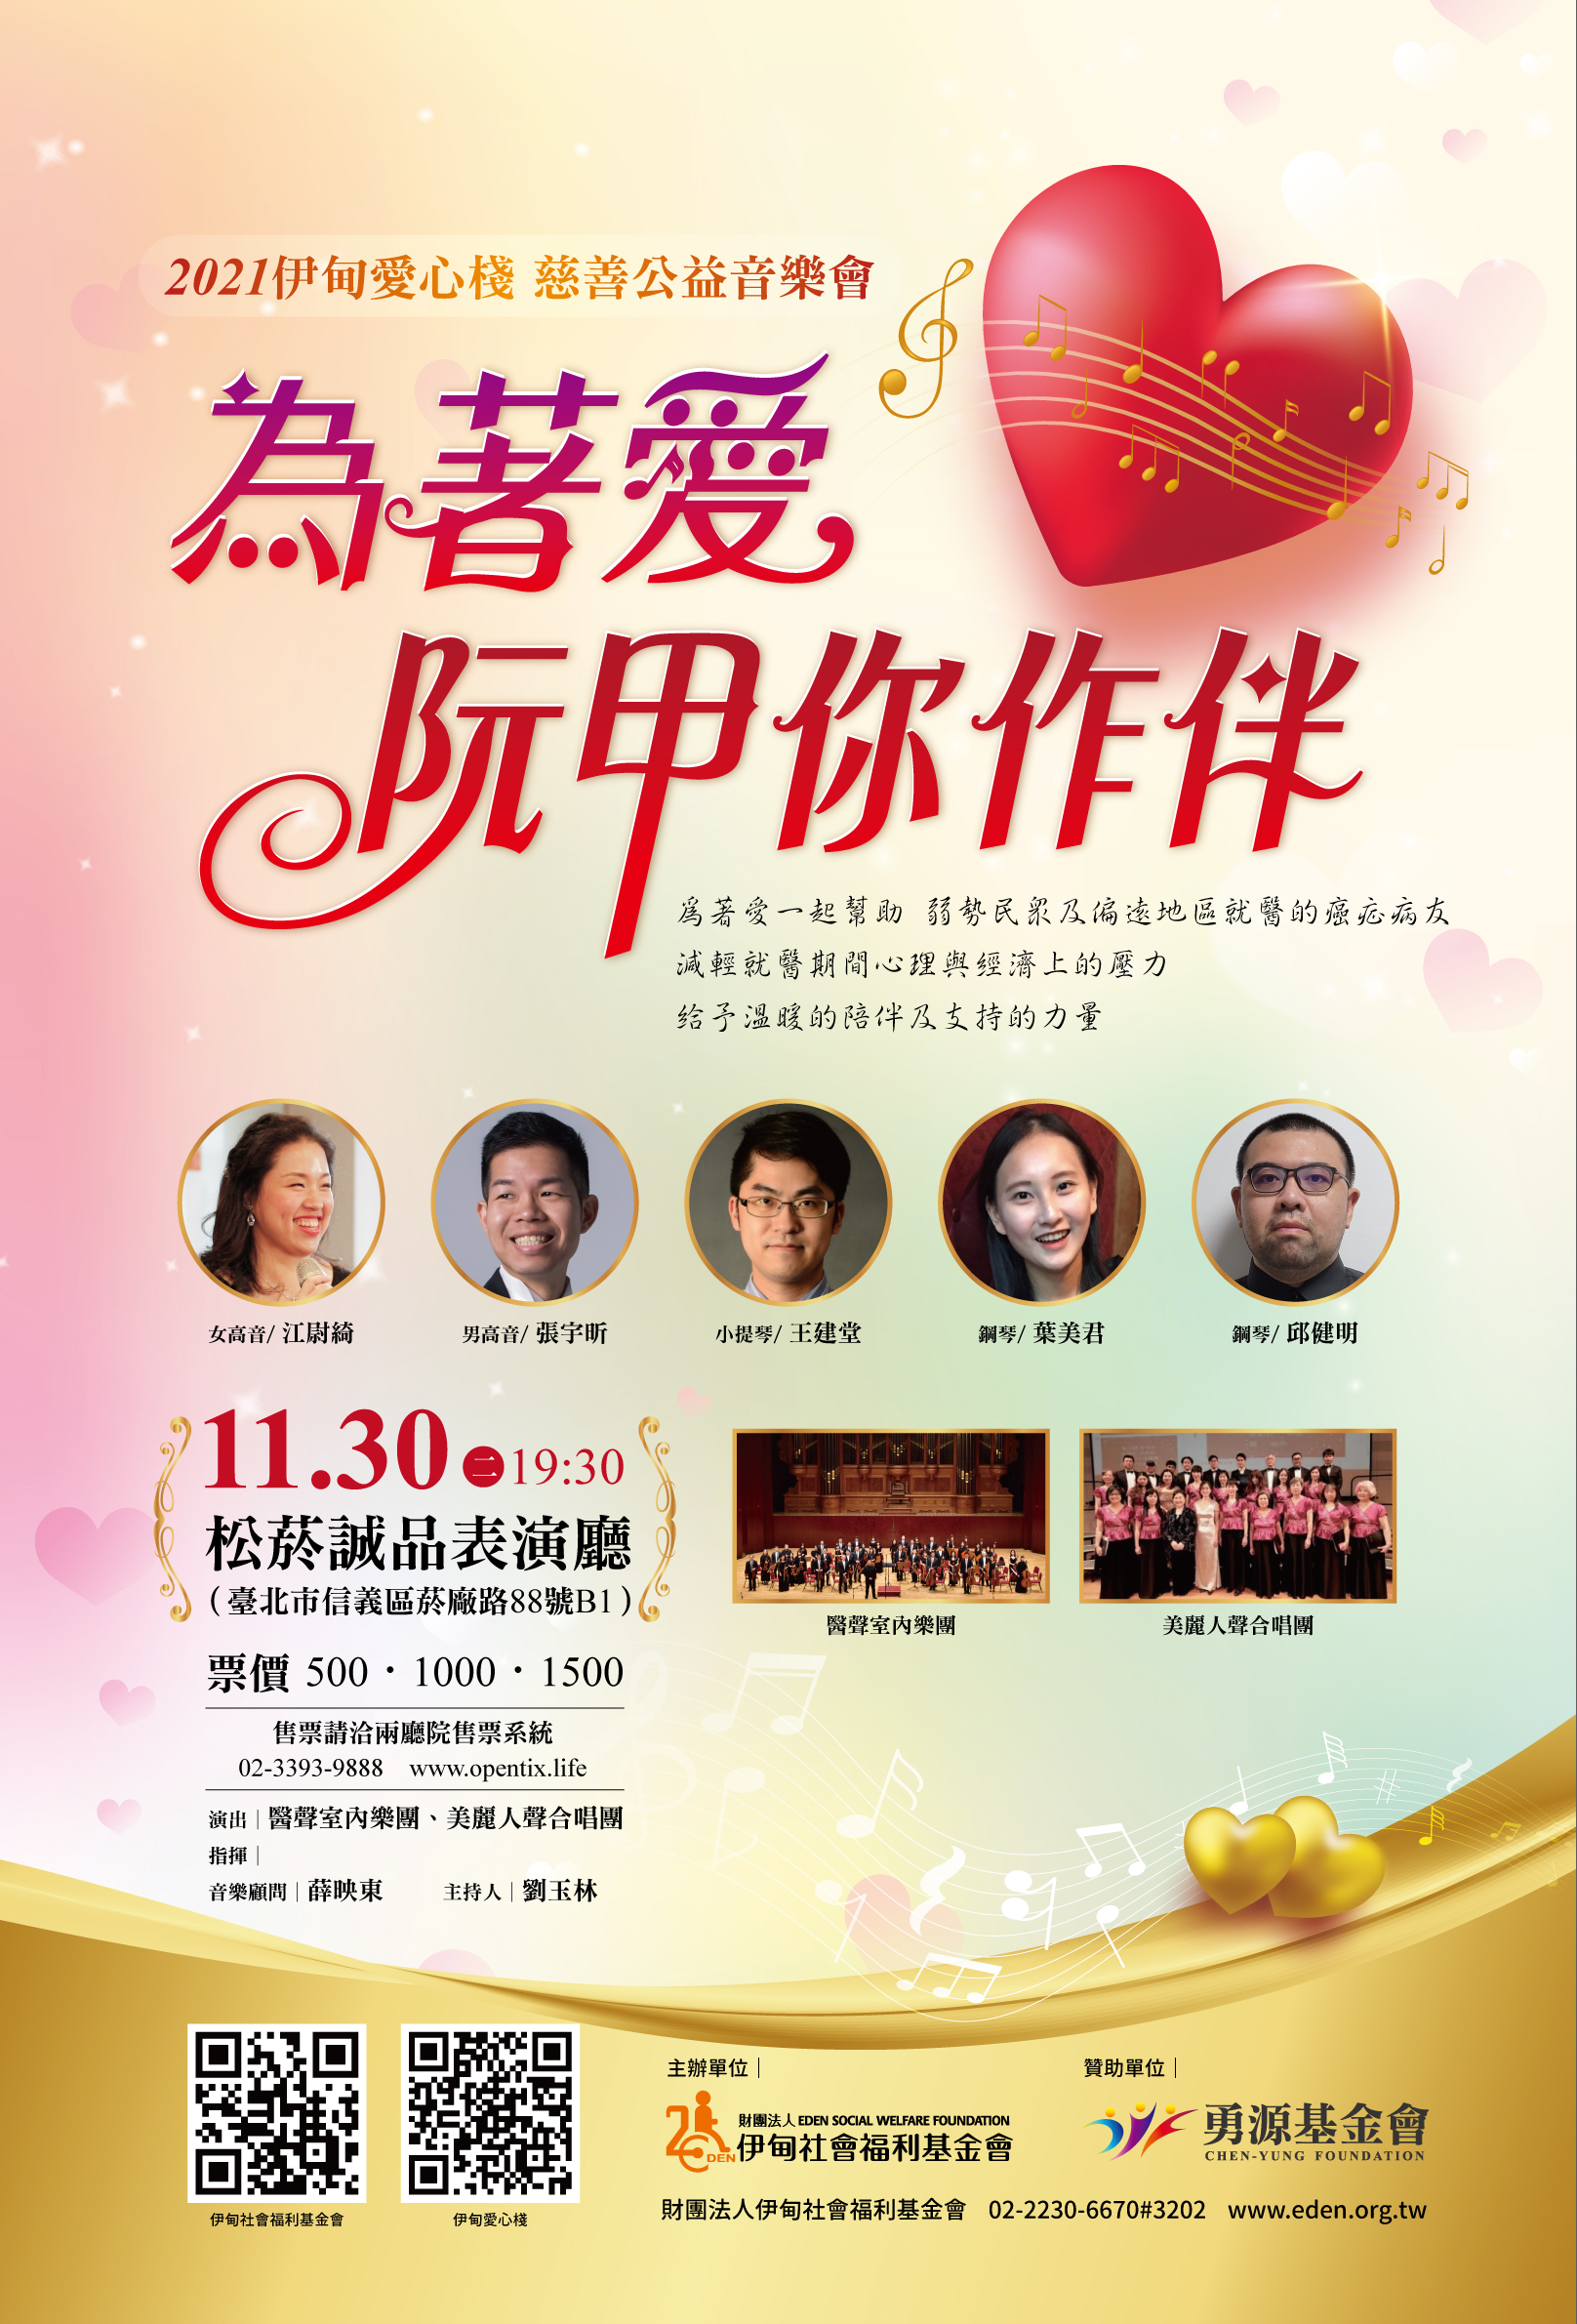 2021伊甸愛心棧 慈善公益音樂會
為著愛
阮甲你作伴
為著愛一起幫助 弱勢民眾及偏遠地區就醫的癌症病友
減輕就醫期間心理與經濟上的壓力
給予溫暖的陪伴及支持的力量
女高音/ 江尉綺
男高音/ 張宇昕
小提琴/ 王建堂
鋼琴/ 葉美君
鋼琴/ 邱健明
11.30 二 19:30
松菸誠品表演廳
(臺北市信義區菸廠路88號B1)
票價 500・1000・1500
售票請洽兩廳院售票系統
02-3393-9888 www.opentix.life
演出|醫聲室內樂團、美麗人聲合唱團
指揮|
音樂顧問|薛映東 主持人|劉玉林
醫聲室內樂團
美麗人聲合唱團
伊甸社會福利基金會
伊甸愛心棧
主辦單位|
DEN
財團法人 EDEN SOCIAL WELFARE FOUNDATION
伊甸社會福利基金會
贊助單位|
勇源基金會
CHEN-YUNG FOUNDATION
財團法人伊甸社會福利基金會 02-2230-6670#3202 www.eden.org.tw